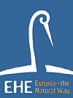 EHE
Estonia - the
Natural Way